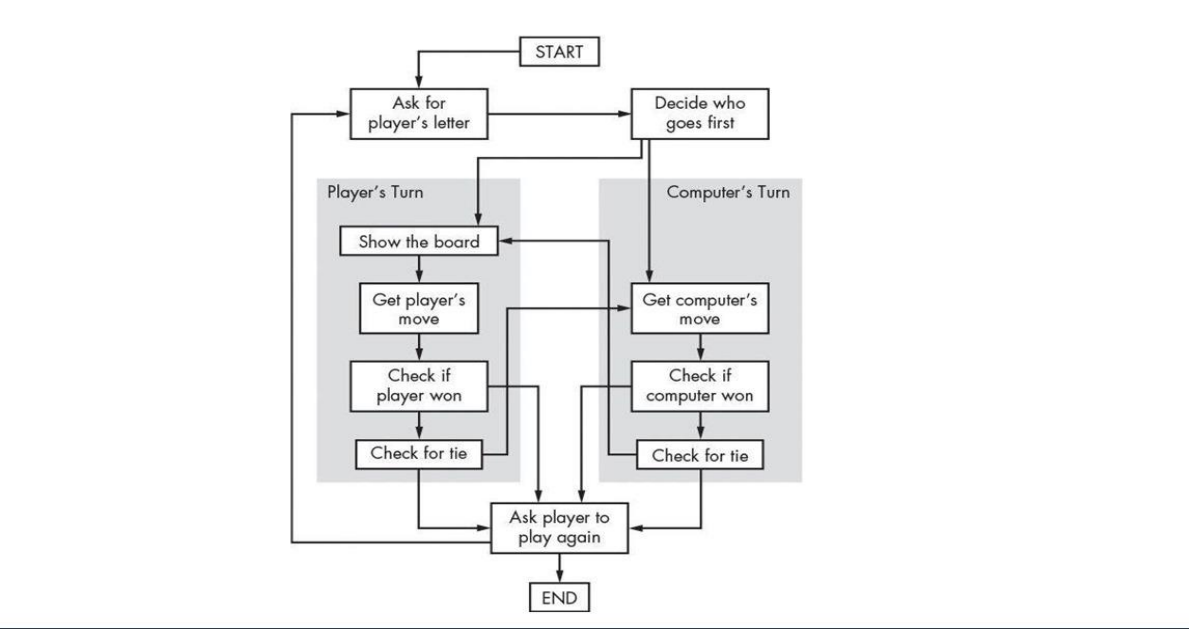 START
Ask for
player's letter
Decide who
goes first
Player's Turn
Computer's Turn
Show the board
Get player's
move
Get computer's
move
Check if
player won
Check if
computer won
Check for tie
Check for tie
Ask player to
play again
END